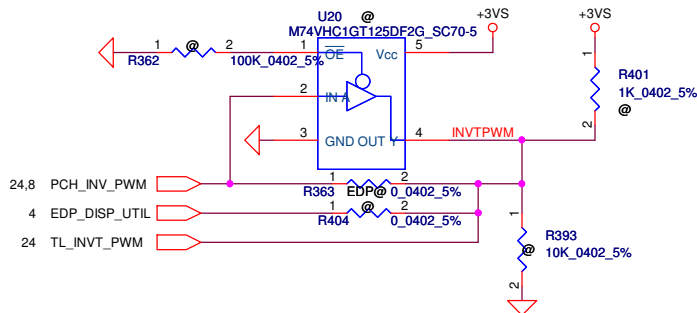 U20 @
M74VHC1GT125DF2G_SC70-5
+3VS
+3VS
1 @ 2
R362
100K_0402_5%
1 OE
Vcc 5
2 IN A
3 GND OUT Y 4
INVTPWM
1
R401
1K_0402_5%
@
2
24,8 PCH_INV_PWM
1 2
R363 EDP@ 0_0402_5%
4 EDP_DISP_UTIL
1 @ 2
R404 0_0402_5%
24 TL_INVT_PWM
1
R393
@
10K_0402_5%
2